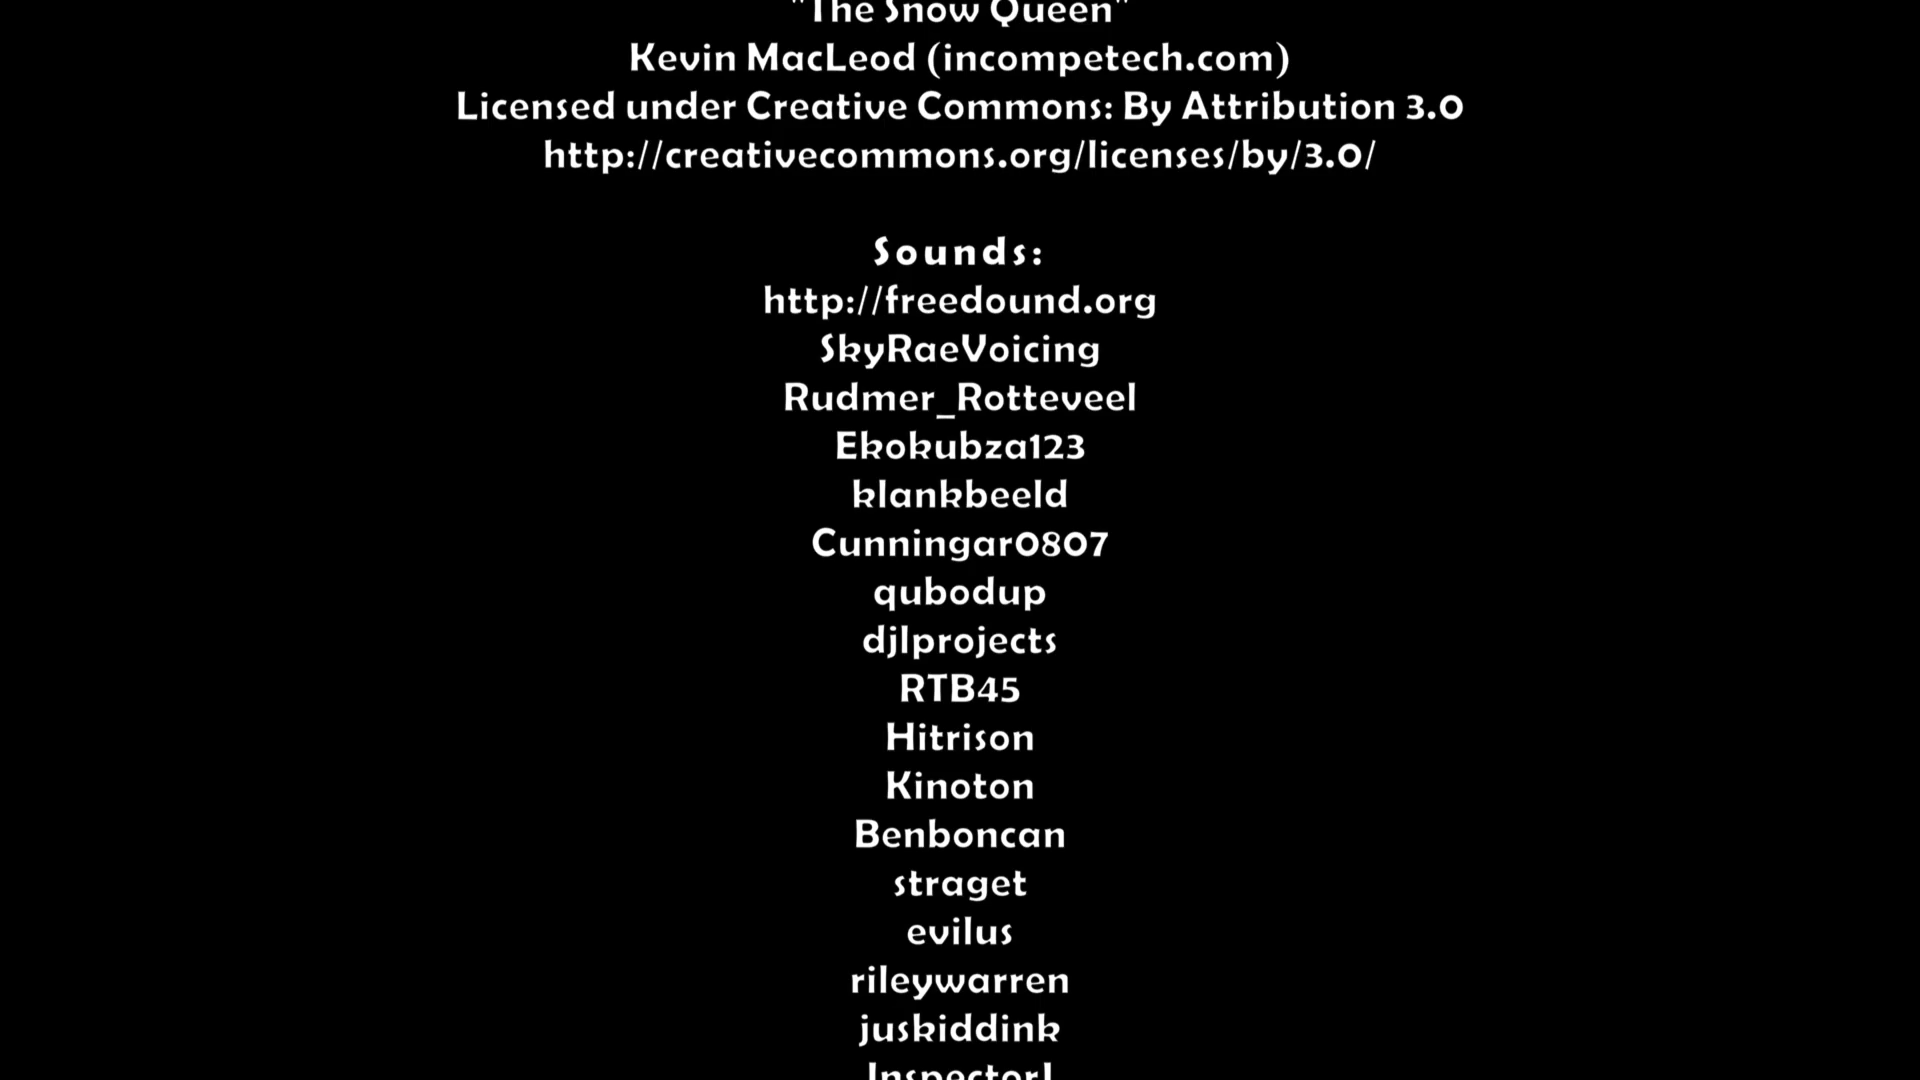 "The Snow Queen"
Kevin MacLeod (incompetech.com)
Licensed under Creative Commons: By Attribution 3.0
http://creativecommons.org/licenses/by/3.0/
Sounds:
http://freedound.org
SkyRaeVoicing
Rudmer_Rotteveel
Ekokubza123
klankbeeld
Cunningar0807
qubodup
djlprojects
RTB45
Hitrison
Kinoton
Benboncan
straget
evilus
rileywarren
juskiddink
InspectorJ